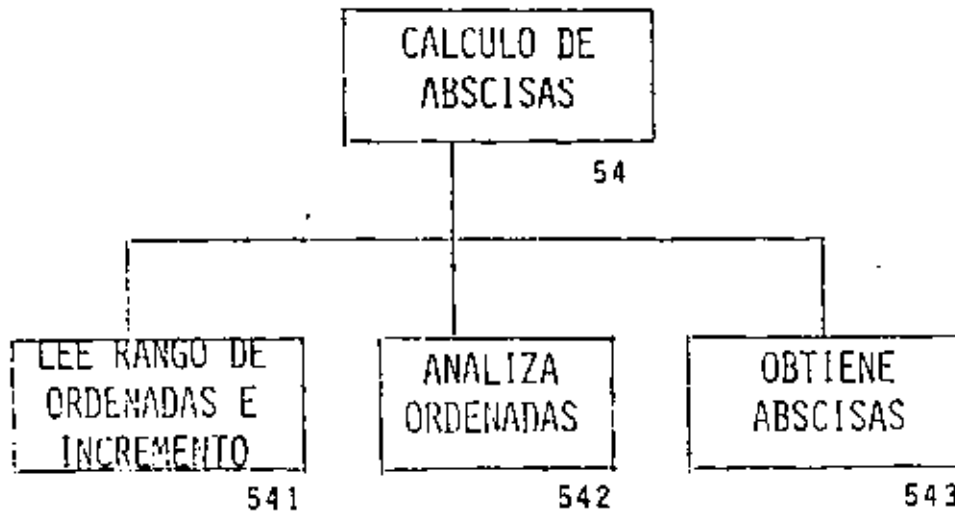 CALCULO DE
ABSCISAS
54
LEE RANGO DE
ORDENADAS E
INCREMENTO
541
ANALIZA
ORDENADAS
542
OBTIENE
ABSCISAS
543